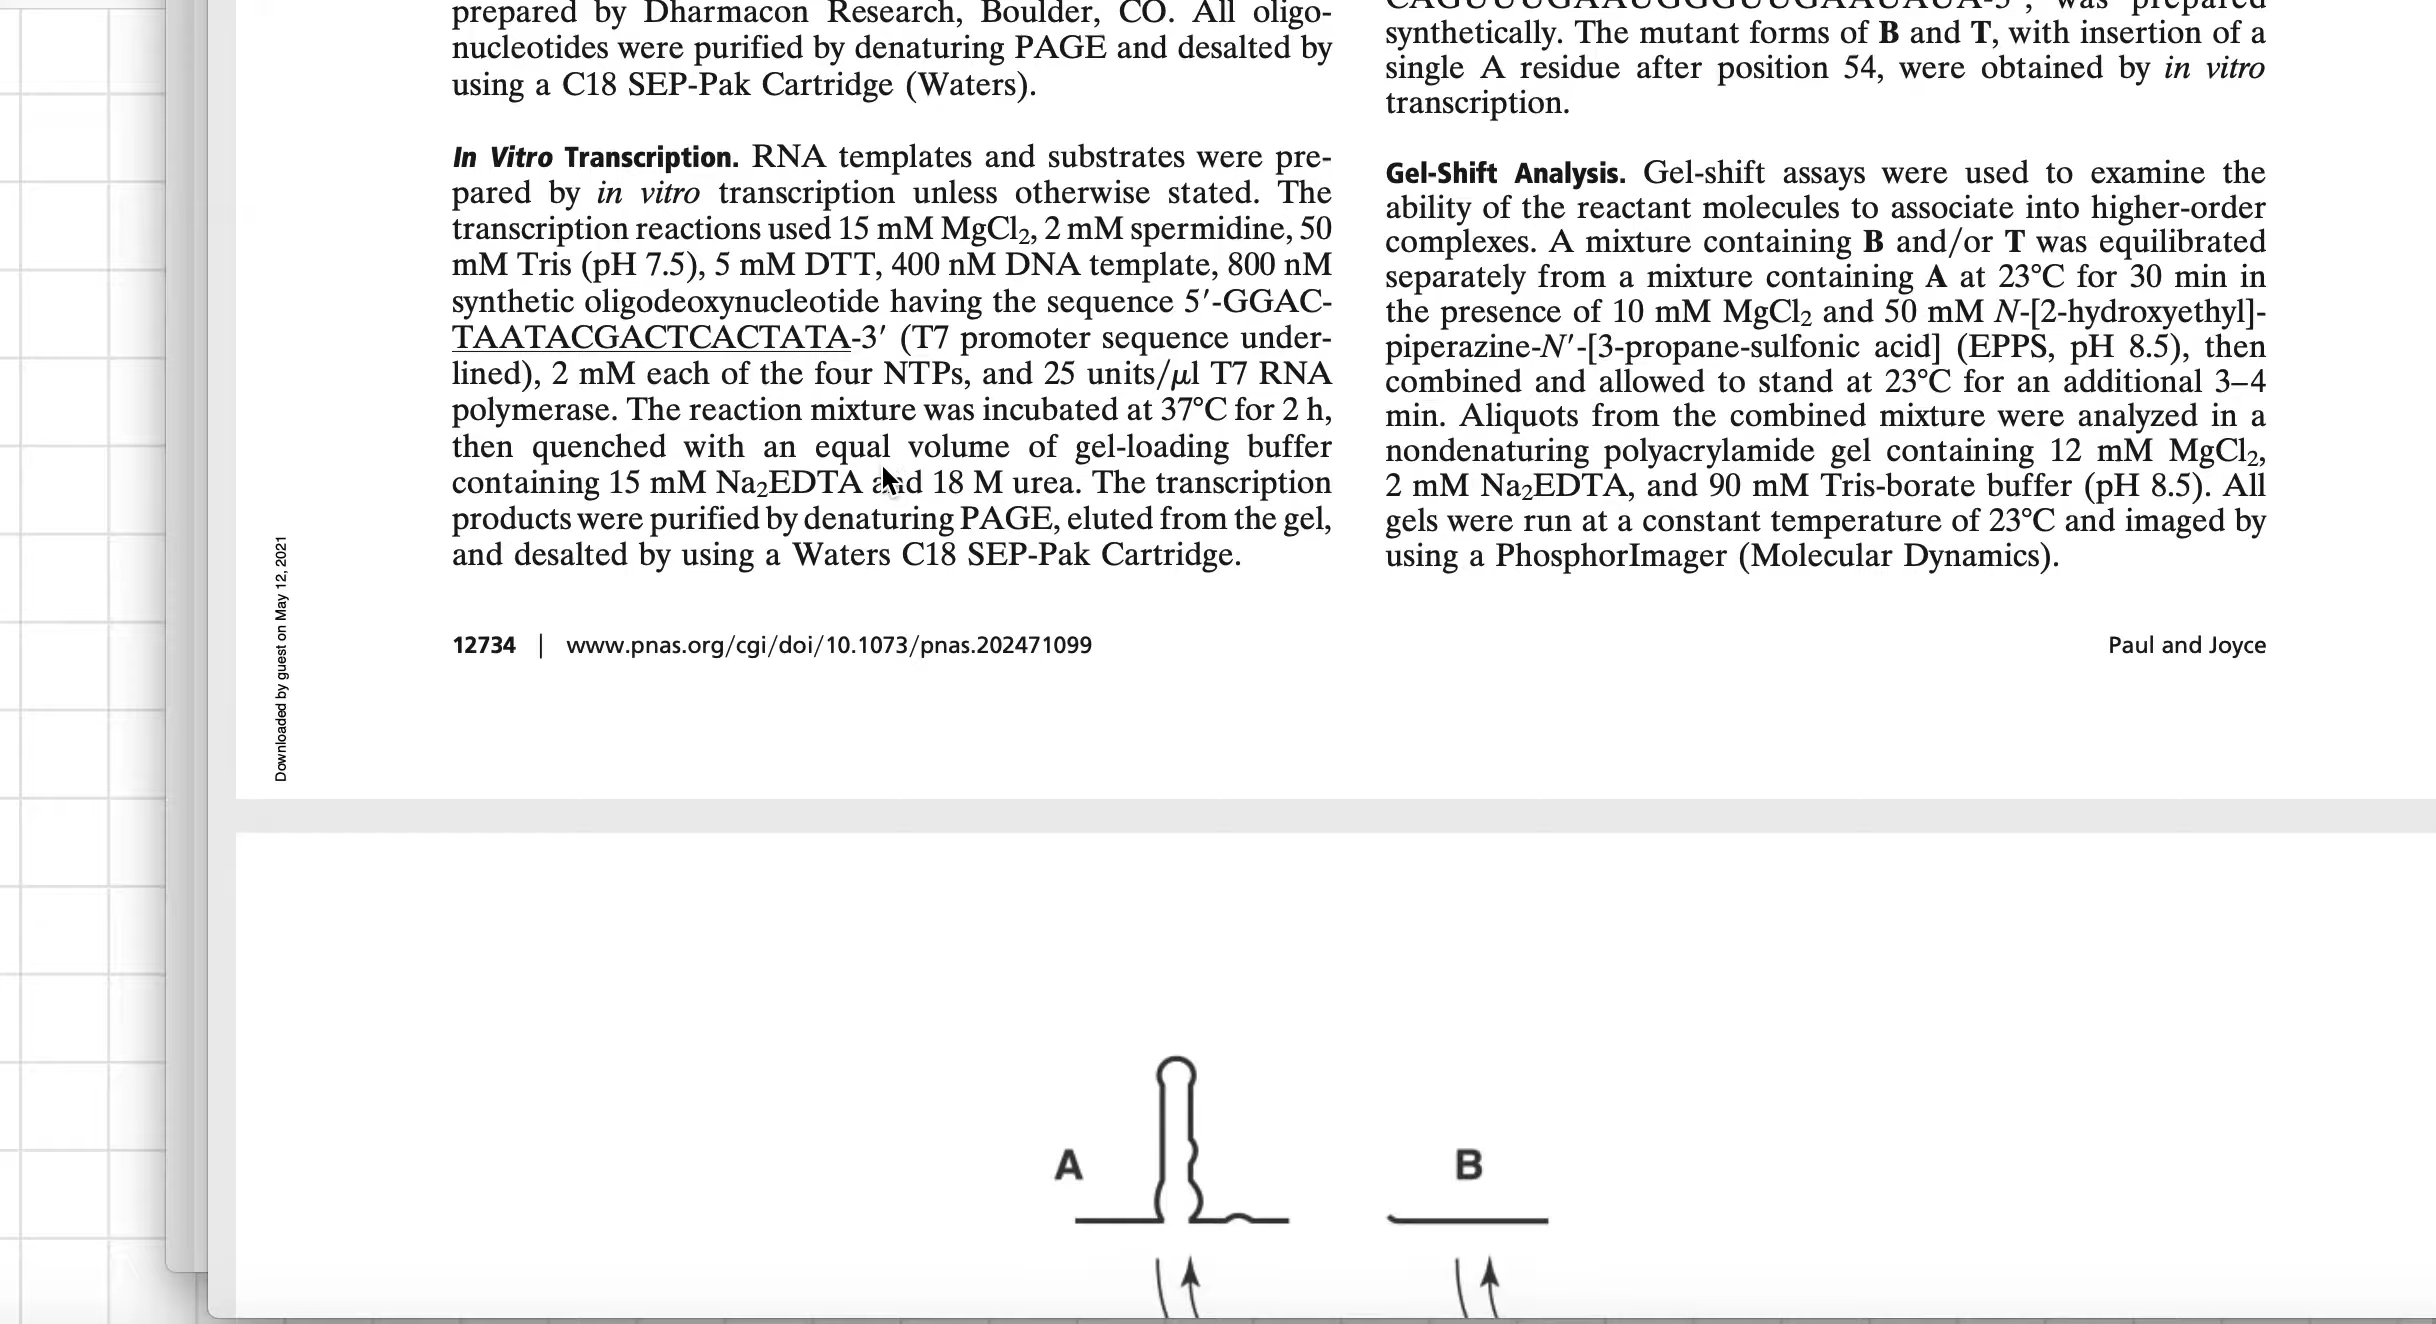 prepared by Dharmacon Research, Boulder, CO. All oligo-
nucleotides were purified by denaturing PAGE and desalted by
using a C18 SEP-Pak Cartridge (Waters).
In Vitro Transcription. RNA templates and substrates were pre-
pared by in vitro transcription unless otherwise stated. The
transcription reactions used 15 mM MgCl₂, 2 mM spermidine, 50
mM Tris (pH 7.5), 5 mM DTT, 400 nM DNA template, 800 nM
synthetic oligodeoxynucleotide having the sequence 5′-GGAC-
TAATACGACTCACTATA-3′ (T7 promoter sequence under-
lined), 2 mM each of the four NTPs, and 25 units/μl T7 RNA
polymerase. The reaction mixture was incubated at 37°C for 2 h,
then quenched with an equal volume of gel-loading buffer
containing 15 mM Na₂EDTA and 18 M urea. The transcription
products were purified by denaturing PAGE, eluted from the gel,
and desalted by using a Waters C18 SEP-Pak Cartridge.
CAGUUUGAAUGGGUUGAAUAUA-3′, was prepared
synthetically. The mutant forms of B and T, with insertion of a
single A residue after position 54, were obtained by in vitro
transcription.
Gel-Shift Analysis. Gel-shift assays were used to examine the
ability of the reactant molecules to associate into higher-order
complexes. A mixture containing B and/or T was equilibrated
separately from a mixture containing A at 23°C for 30 min in
the presence of 10 mM MgCl₂ and 50 mM N-[2-hydroxyethyl]-
piperazine-N′-[3-propane-sulfonic acid] (EPPS, pH 8.5), then
combined and allowed to stand at 23°C for an additional 3–4
min. Aliquots from the combined mixture were analyzed in a
nondenaturing polyacrylamide gel containing 12 mM MgCl₂,
2 mM Na₂EDTA, and 90 mM Tris-borate buffer (pH 8.5). All
gels were run at a constant temperature of 23°C and imaged by
using a PhosphorImager (Molecular Dynamics).
Downloaded by guest on May 12, 2021
12734 | www.pnas.org/cgi/doi/10.1073/pnas.202471099
Paul and Joyce
A
B